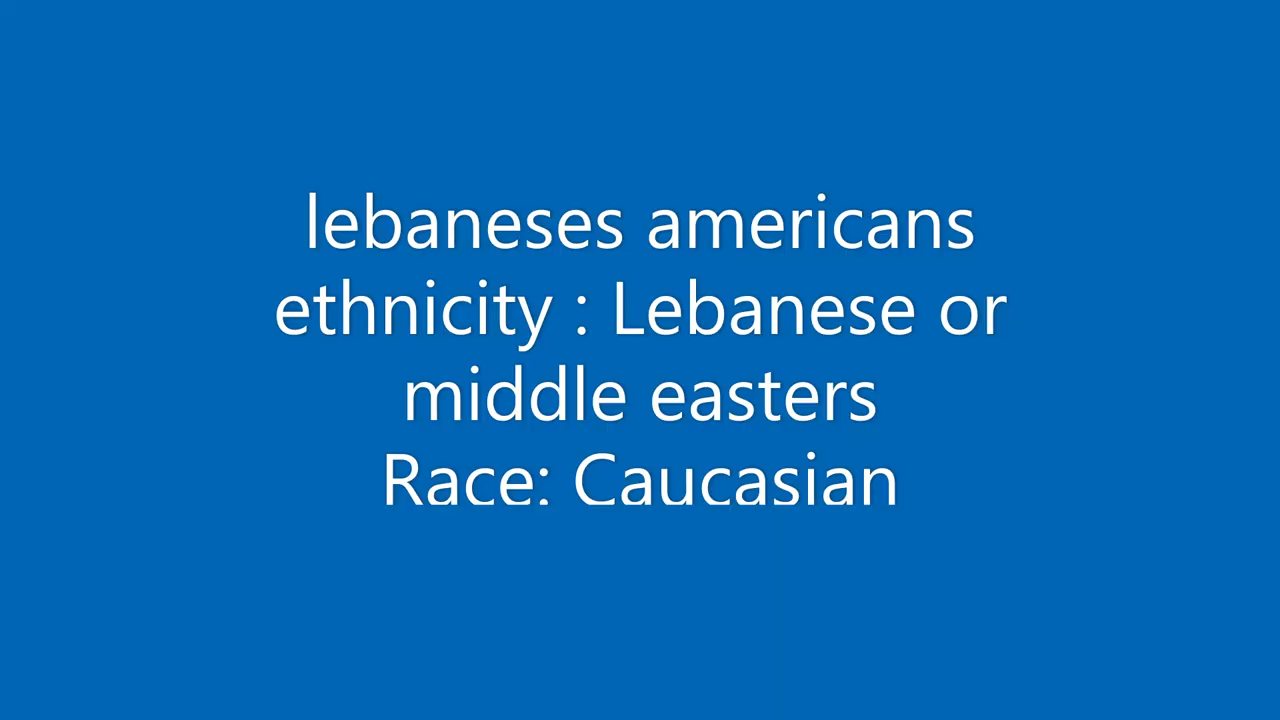 lebaneses americans
ethnicity : Lebanese or
middle easters
Race: Caucasian